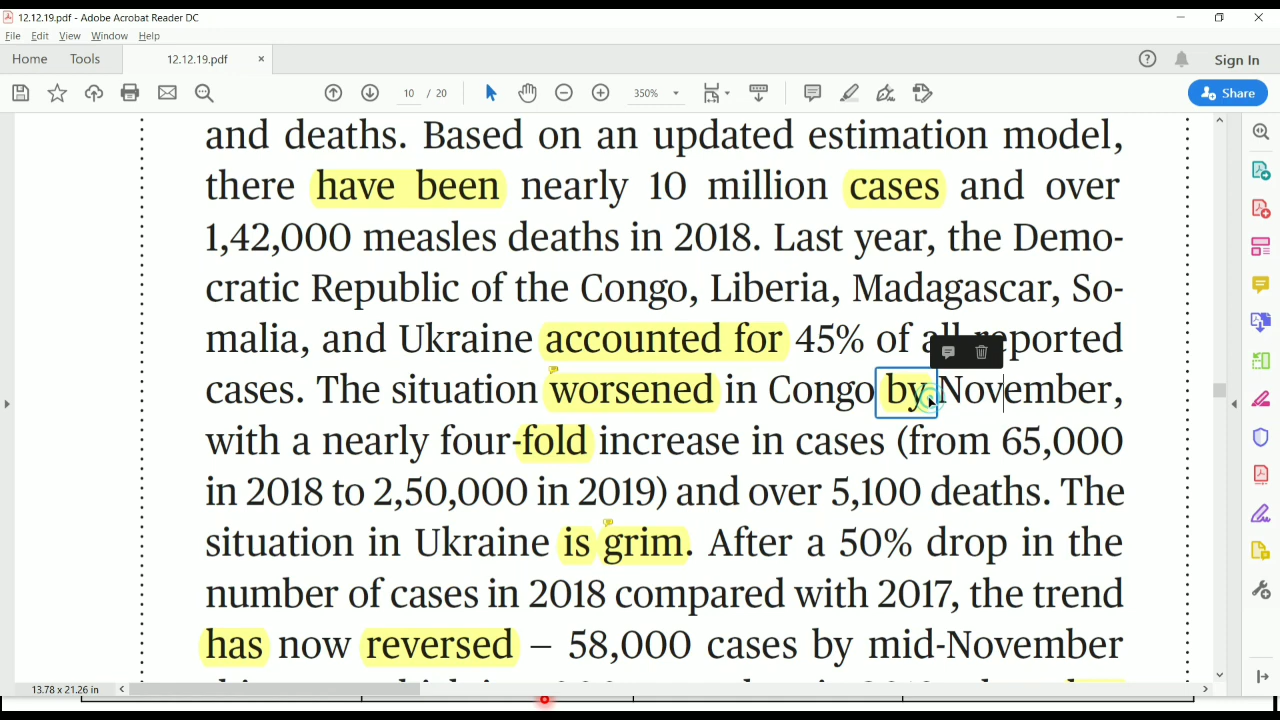 12.12.19.pdf - Adobe Acrobat Reader DC
File Edit View Window Help
Home Tools 12.12.19.pdf × Sign In
10 / 20 350% Share
and deaths. Based on an updated estimation model,
there have been nearly 10 million cases and over
1,42,000 measles deaths in 2018. Last year, the Demo-
cratic Republic of the Congo, Liberia, Madagascar, So-
malia, and Ukraine accounted for 45% of all reported
cases. The situation worsened in Congo by November,
with a nearly four-fold increase in cases (from 65,000
in 2018 to 2,50,000 in 2019) and over 5,100 deaths. The
situation in Ukraine is grim. After a 50% drop in the
number of cases in 2018 compared with 2017, the trend
has now reversed – 58,000 cases by mid-November
13.78 x 21.26 in